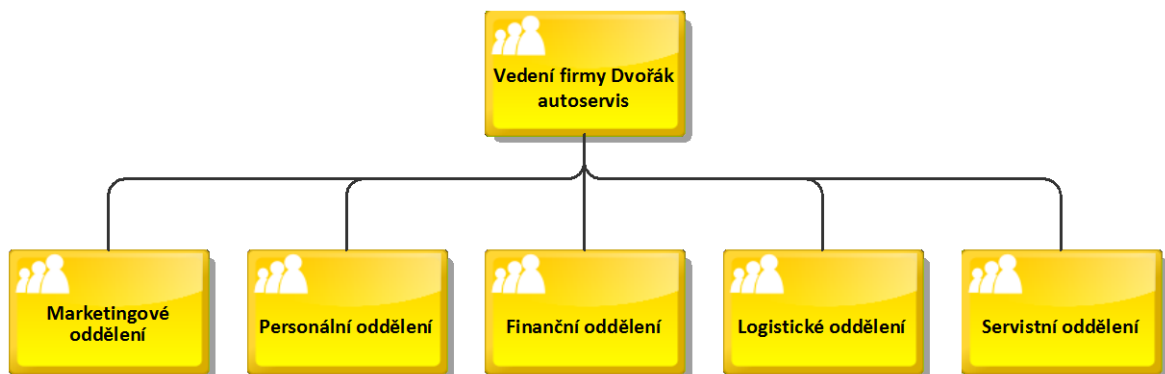 Vedení firmy Dvořák
autoservis
Marketingové
oddělení
Personální oddělení
Finanční oddělení
Logistické oddělení
Servistní oddělení